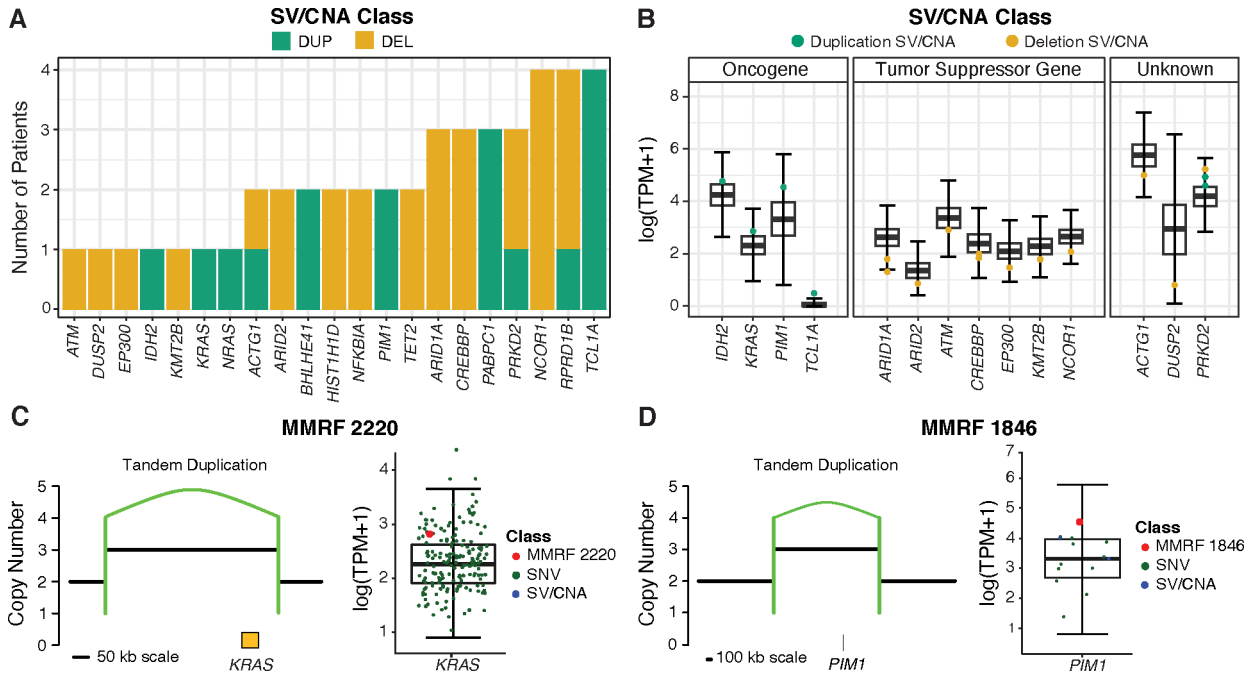 A
SV/CNA Class
DUP DEL
Number of Patients
4
3
2
1
0
ATM DUSP2 EP300 IDH2 KMT2B KRAS NRAS ACTG1 ARID2 BHLHE41 HIST1H1D NFKBIA PIM1 TET2 ARID1A CREBBP PABPC1 PRKD2 NCOR1 RPRD1B TCL1A
B
SV/CNA Class
Duplication SV/CNA Deletion SV/CNA
Oncogene Tumor Suppressor Gene Unknown
log(TPM+1)
8
6
4
2
0
IDH2 KRAS PIM1 TCL1A ARID1A ARID2 ATM CREBBP EP300 KMT2B NCOR1 ACTG1 DUSP2 PRKD2
C
MMRF 2220
Tandem Duplication
Copy Number
5
4
3
2
1
0
50 kb scale
KRAS
log(TPM+1)
4
3
2
1
KRAS
Class
MMRF 2220
SNV
SV/CNA
D
MMRF 1846
Tandem Duplication
Copy Number
5
4
3
2
1
0
100 kb scale
PIM1
log(TPM+1)
7
6
5
4
3
2
1
PIM1
Class
MMRF 1846
SNV
SV/CNA